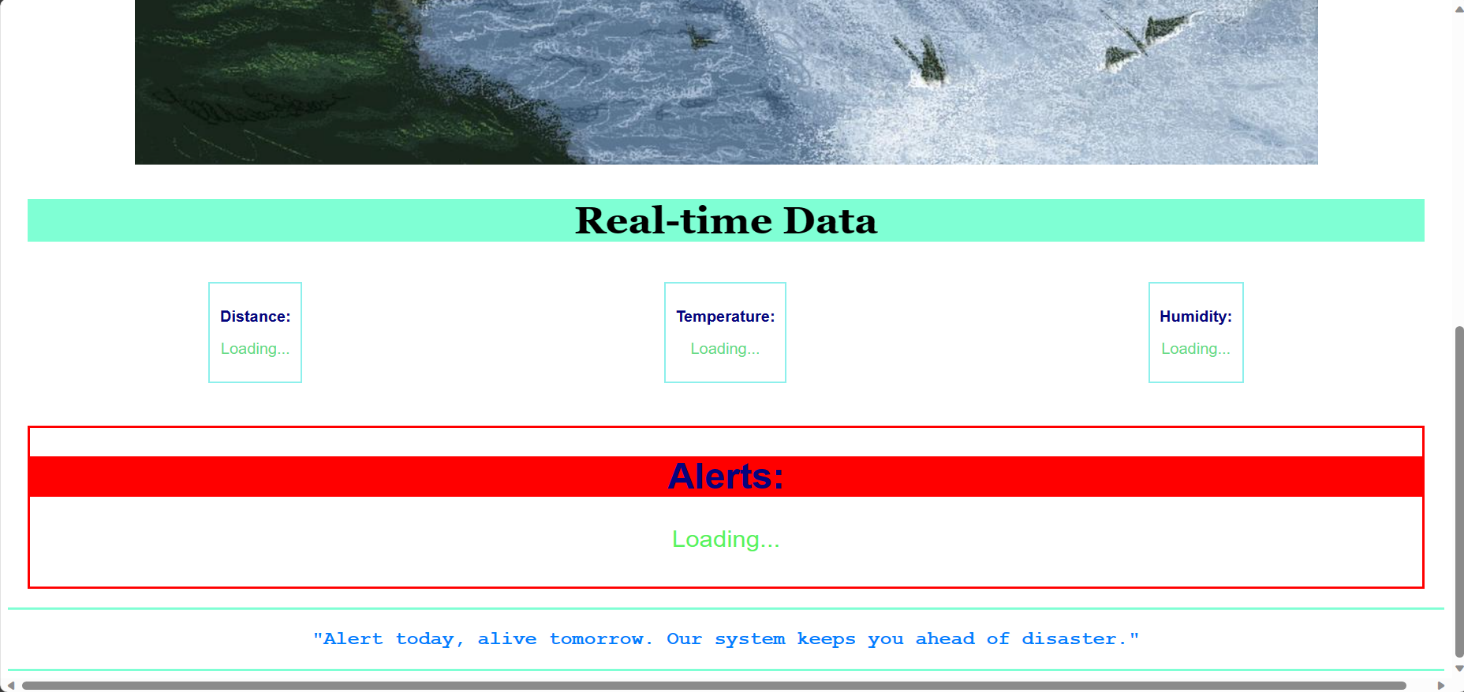 Real-time Data
Distance: Temperature: Humidity:
Loading... Loading... Loading...
Alerts:
Loading...
"Alert today, alive tomorrow. Our system keeps you ahead of disaster."